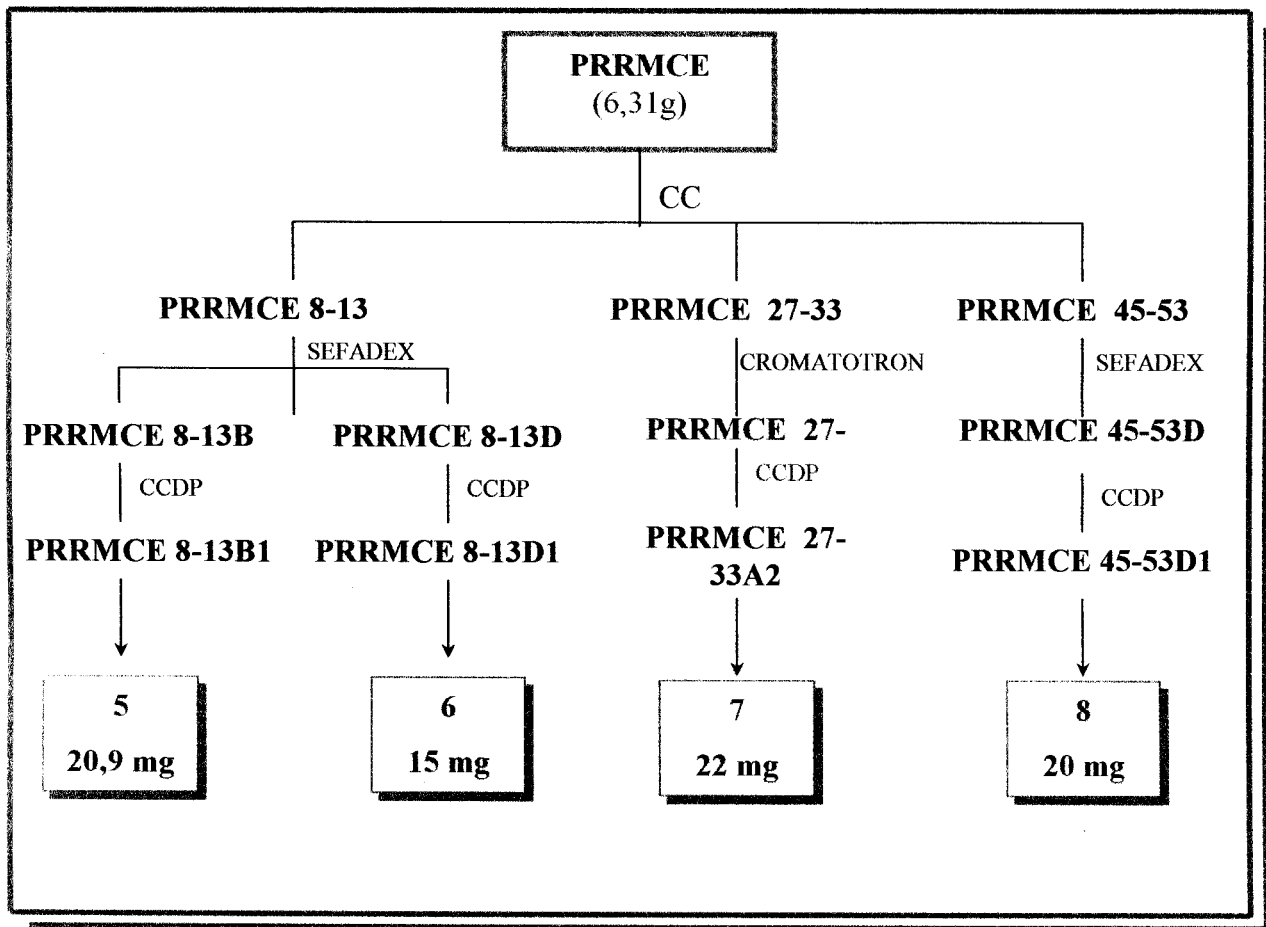 PRRMCE
(6,31g)
CC
PRRMCE 8-13
PRRMCE 27-33
PRRMCE 45-53
SEFADEX
CROMATOTRON
SEFADEX
PRRMCE 8-13B
PRRMCE 8-13D
PRRMCE 27-
PRRMCE 45-53D
CCDP
CCDP
CCDP
CCDP
PRRMCE 8-13B1
PRRMCE 8-13D1
PRRMCE 27-
33A2
PRRMCE 45-53D1
5
20,9 mg
6
15 mg
7
22 mg
8
20 mg